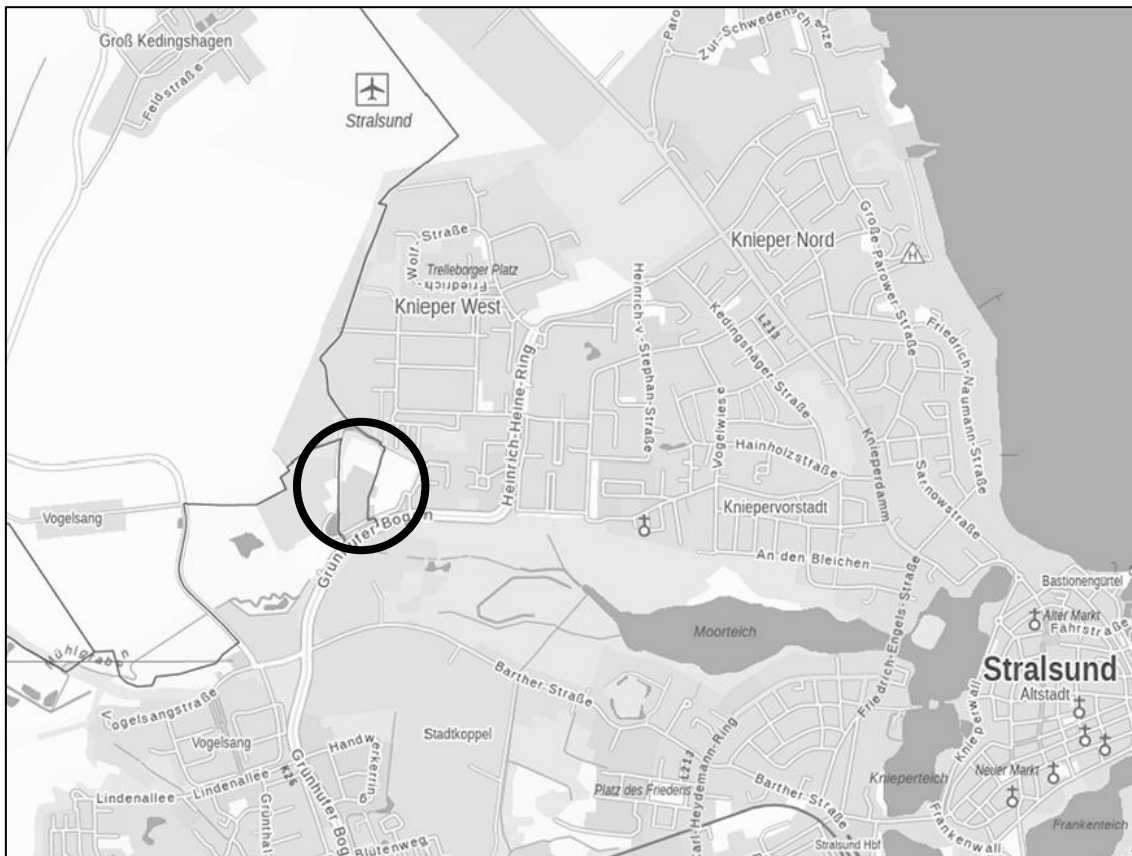 Groß Kedingshagen
Feldstraße
Stralsund
Zur-Schwedenschanze
Knieper Nord
Große-Parower-Straße
H
Wolf-Straße
Trelleborger Platz
Friedrich-
Knieper West
Heinrich-v.-Stephan-Straße
Kedingshäger-Straße
L213
Friedrich-Naumann-Straße
Heinrich-Heine-Ring
Vogelwiese
Hainholzstraße
Knieperdamm
Sarnowstraße
Vogelsang
Grünhufer Bogen
Kniepervorstadt
An den Bleichen
Bastionengürtel
Alter Markt
Fährstraße
Moorteich
Friedrich-Engels-Straße
Stralsund
Altstadt
Mühlgraben
Barther-Straße
Knieperwall
Vogelsangstraße
Stadtkoppel
Vogelsang
Handwerkerring
L213
Knieperteich
Neuer Markt
K26
Lindenallee
Lindenallee
Platz des Friedens
Barther-Straße
Grünhufer Bog
Karl-Heydemann-Ring
Frankenteich
Grünthal
Blütenweg
Stralsund Hbf
Frankenwall